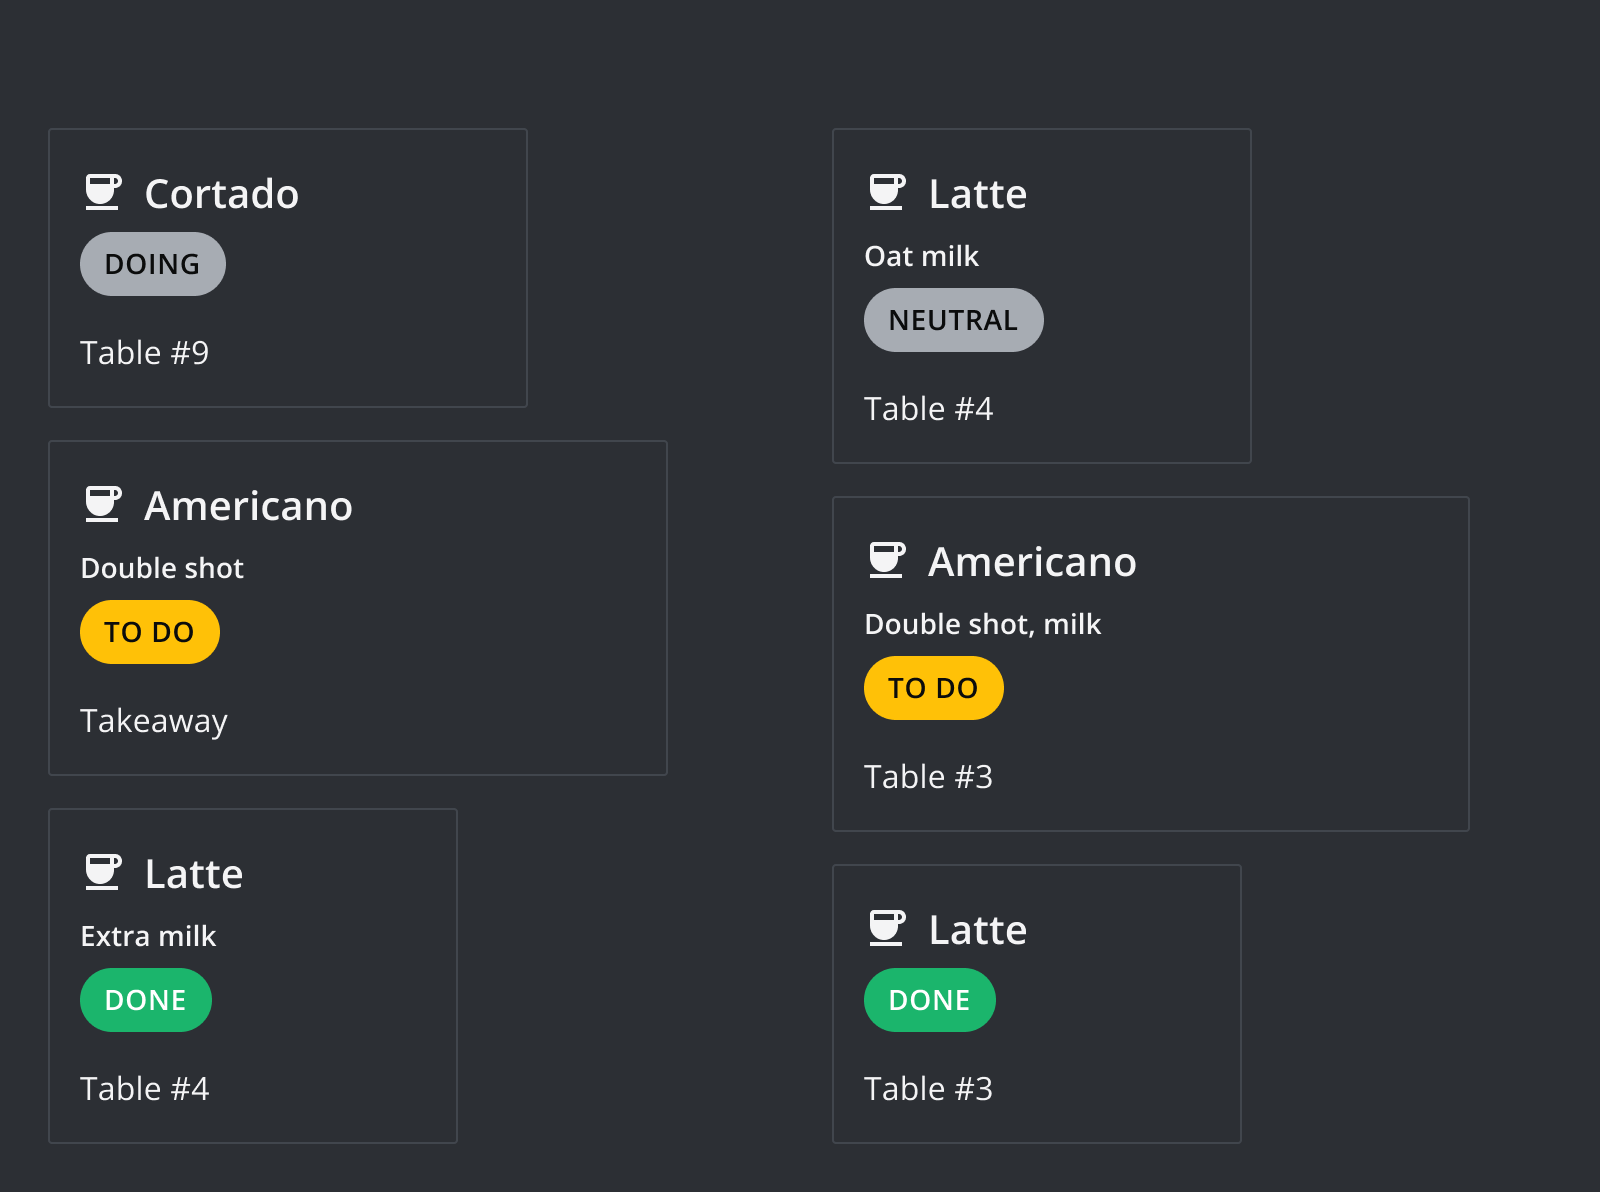 Cortado
DOING
Table #9
Americano
Double shot
TO DO
Takeaway
Latte
Extra milk
DONE
Table #4
Latte
Oat milk
NEUTRAL
Table #4
Americano
Double shot, milk
TO DO
Table #3
Latte
DONE
Table #3